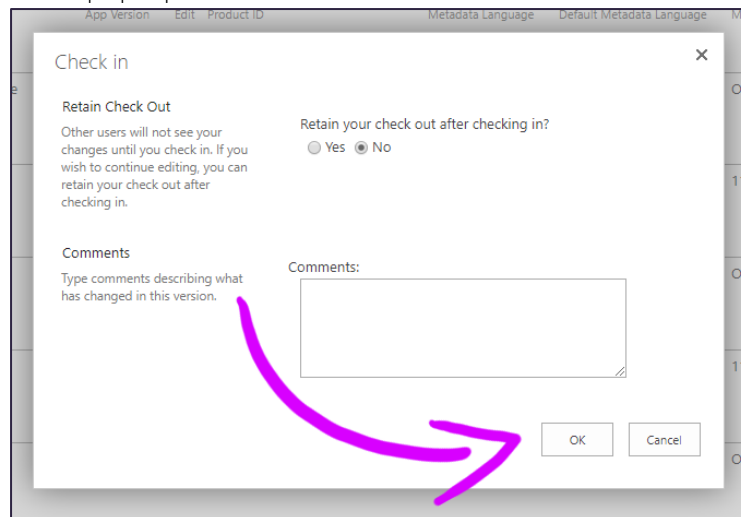 App Version Edit Product ID Metadata Language Default Metadata Language
Check in
Retain Check Out
Other users will not see your
changes until you check in. If you
wish to continue editing, you can
retain your check out after
checking in.
Retain your check out after checking in?
Yes No
Comments
Type comments describing what
has changed in this version.
Comments:
OK Cancel